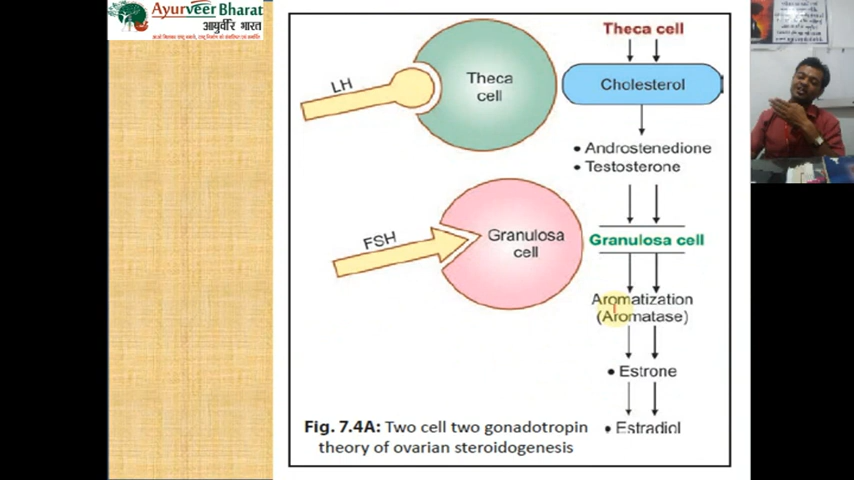 Ayurveer Bharat
आयुर्वीर भारत
LH
Theca
cell
FSH
Granulosa
cell
Theca cell
Cholesterol
• Androstenedione
• Testosterone
Granulosa cell
Aromatization
(Aromatase)
• Estrone
• Estradiol
Fig. 7.4A: Two cell two gonadotropin
theory of ovarian steroidogenesis